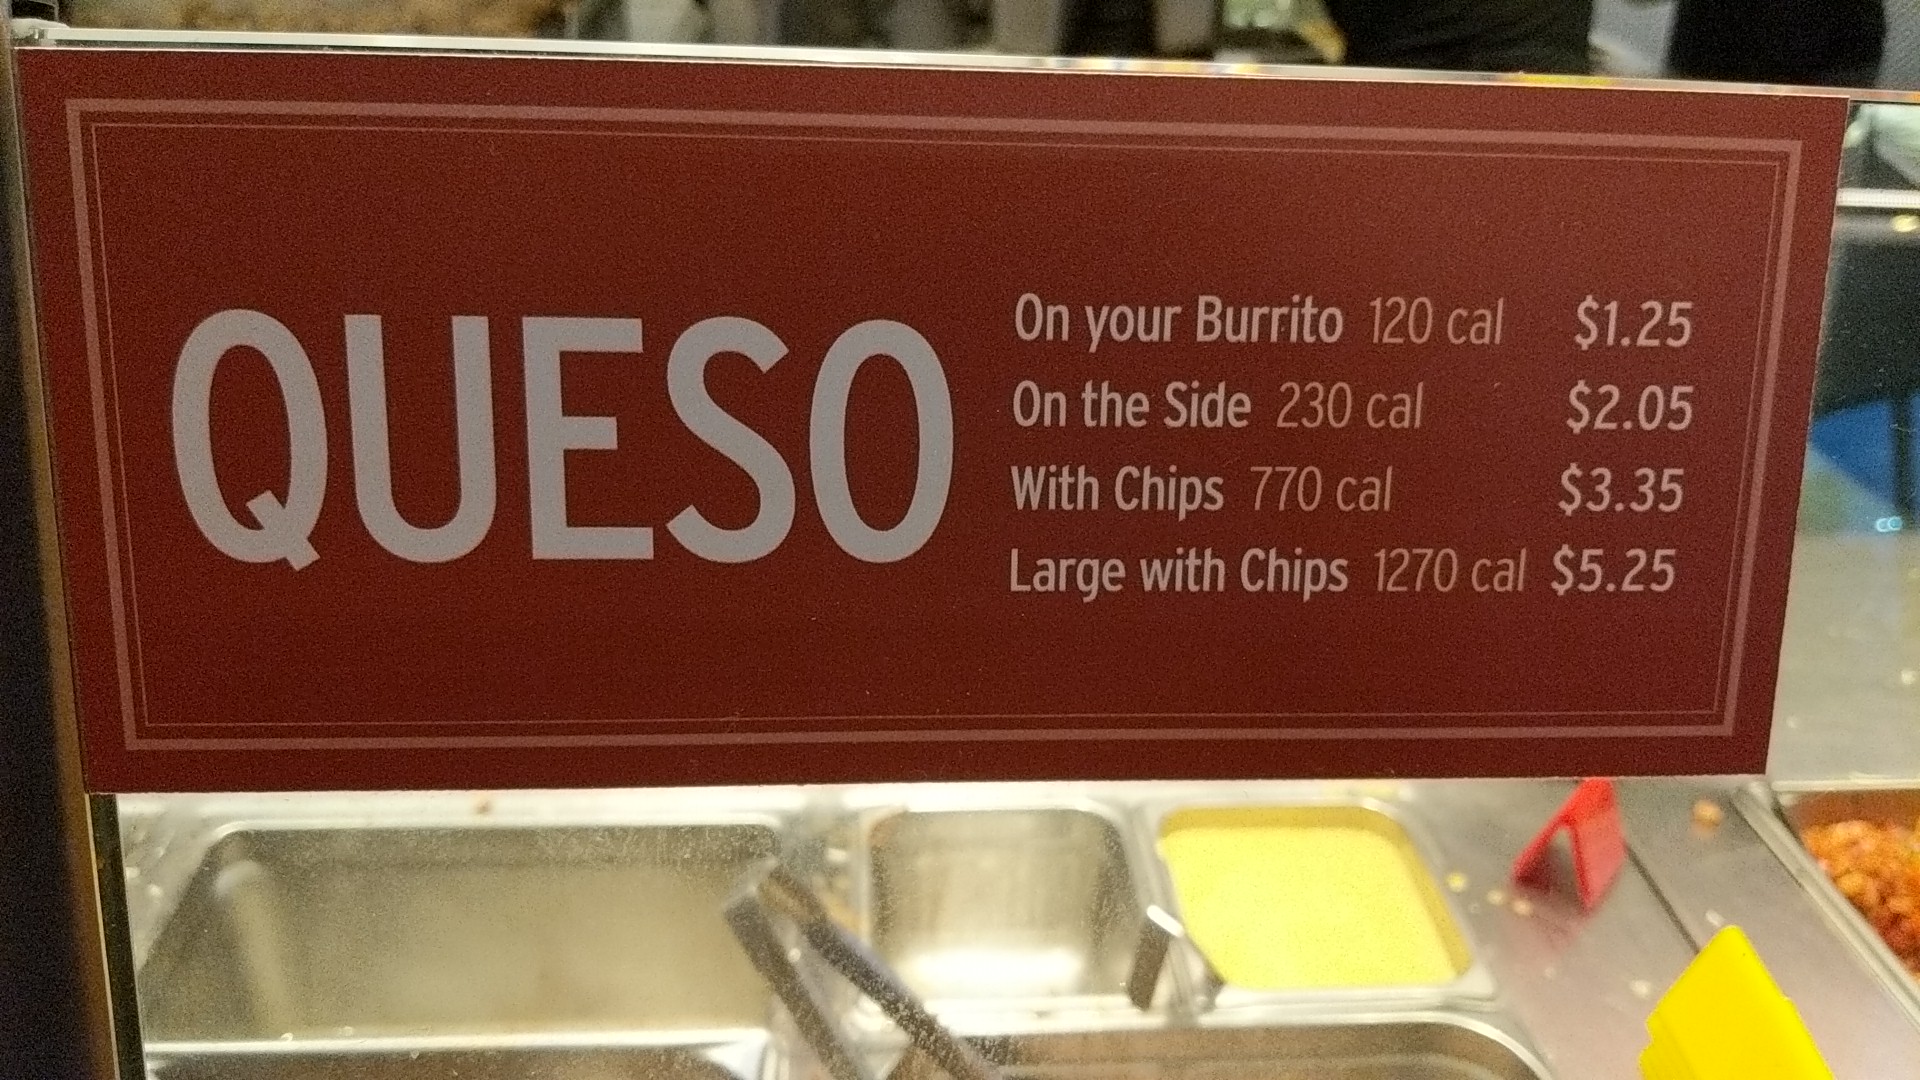 QUESO
On your Burrito 120 cal $1.25
On the Side 230 cal $2.05
With Chips 770 cal $3.35
Large with Chips 1270 cal $5.25